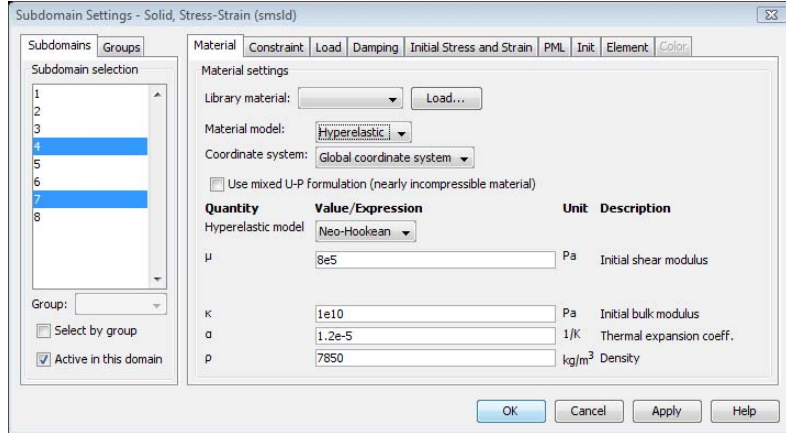 Subdomain Settings - Solid, Stress-Strain (smsld)
Subdomains Groups
Subdomain selection
1
2
3
4
5
6
7
8
Group:
Select by group
Active in this domain
Material Constraint Load Damping Initial Stress and Strain PML Init Element Color
Material settings
Library material: Load...
Material model: Hyperelastic
Coordinate system: Global coordinate system
Use mixed U-P formulation (nearly incompressible material)
Quantity Value/Expression Unit Description
Hyperelastic model Neo-Hookean
μ 8e5 Pa Initial shear modulus
κ 1e10 Pa Initial bulk modulus
α 1.2e-5 1/K Thermal expansion coeff.
ρ 7850 kg/m³ Density
OK Cancel Apply Help